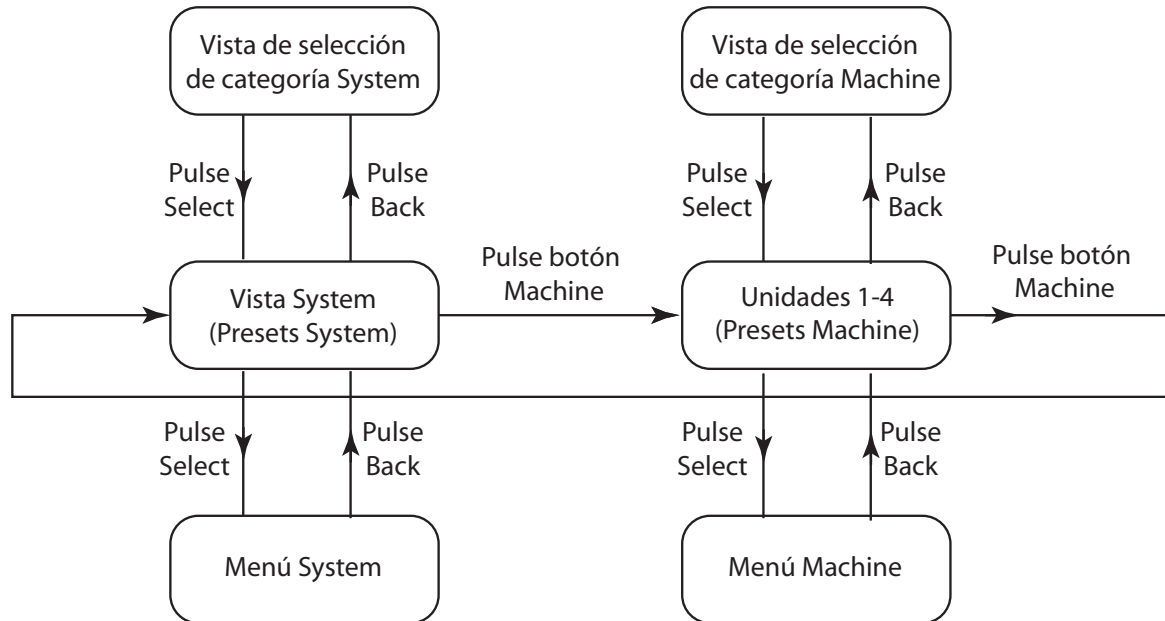 Vista de selección
de categoría System
Vista de selección
de categoría Machine
Pulse
Select
Pulse
Back
Pulse
Select
Pulse
Back
Vista System
(Presets System)
Pulse botón
Machine
Unidades 1-4
(Presets Machine)
Pulse botón
Machine
Pulse
Select
Pulse
Back
Pulse
Select
Pulse
Back
Menú System
Menú Machine